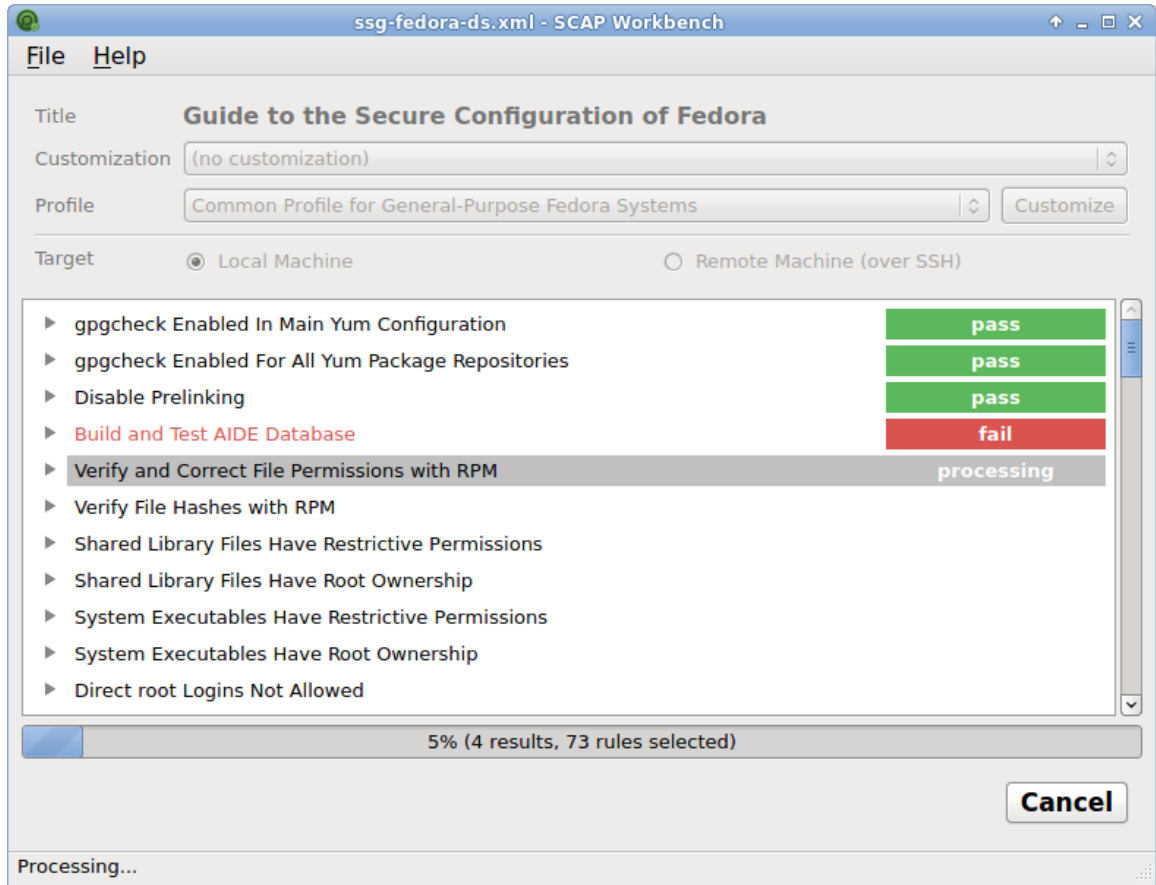 ssg-fedora-ds.xml - SCAP Workbench
File Help
Title Guide to the Secure Configuration of Fedora
Customization (no customization)
Profile Common Profile for General-Purpose Fedora Systems Customize
Target Local Machine Remote Machine (over SSH)
gpgcheck Enabled In Main Yum Configuration pass
gpgcheck Enabled For All Yum Package Repositories pass
Disable Prelinking pass
Build and Test AIDE Database fail
Verify and Correct File Permissions with RPM processing
Verify File Hashes with RPM
Shared Library Files Have Restrictive Permissions
Shared Library Files Have Root Ownership
System Executables Have Restrictive Permissions
System Executables Have Root Ownership
Direct root Logins Not Allowed
5% (4 results, 73 rules selected)
Cancel
Processing...